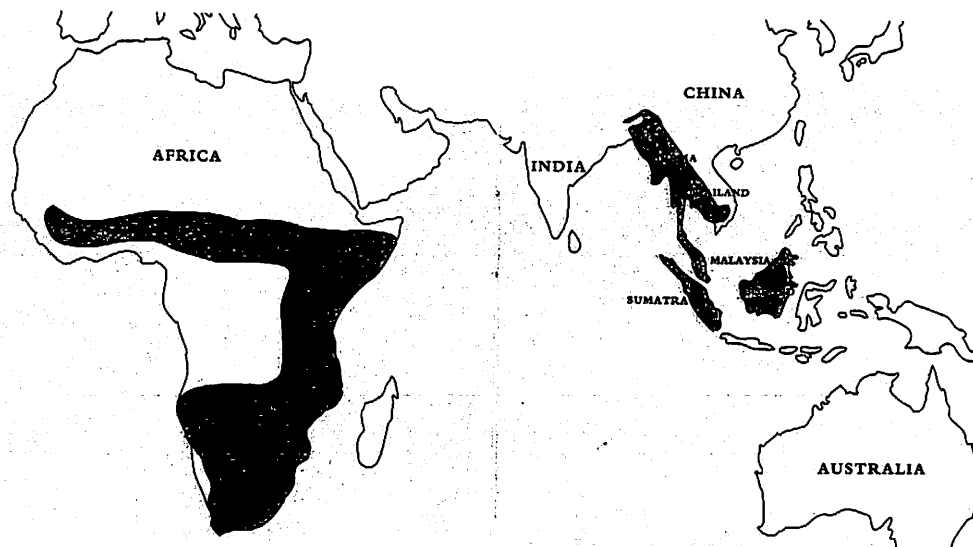 CHINA
AFRICA
INDIA
ILAND
MALAYSIA
SUMATRA
AUSTRALIA